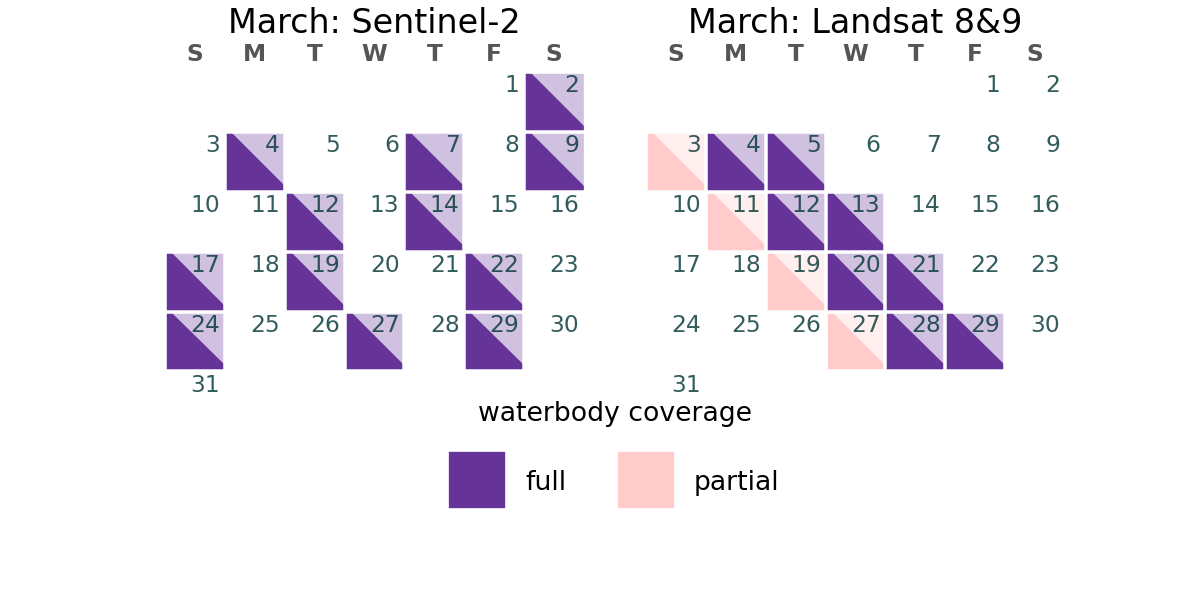 March: Sentinel-2
S M T W T F S
1 2
3 4 5 6 7 8 9
10 11 12 13 14 15 16
17 18 19 20 21 22 23
24 25 26 27 28 29 30
31
March: Landsat 8&9
S M T W T F S
1 2
3 4 5 6 7 8 9
10 11 12 13 14 15 16
17 18 19 20 21 22 23
24 25 26 27 28 29 30
31
waterbody coverage
full partial